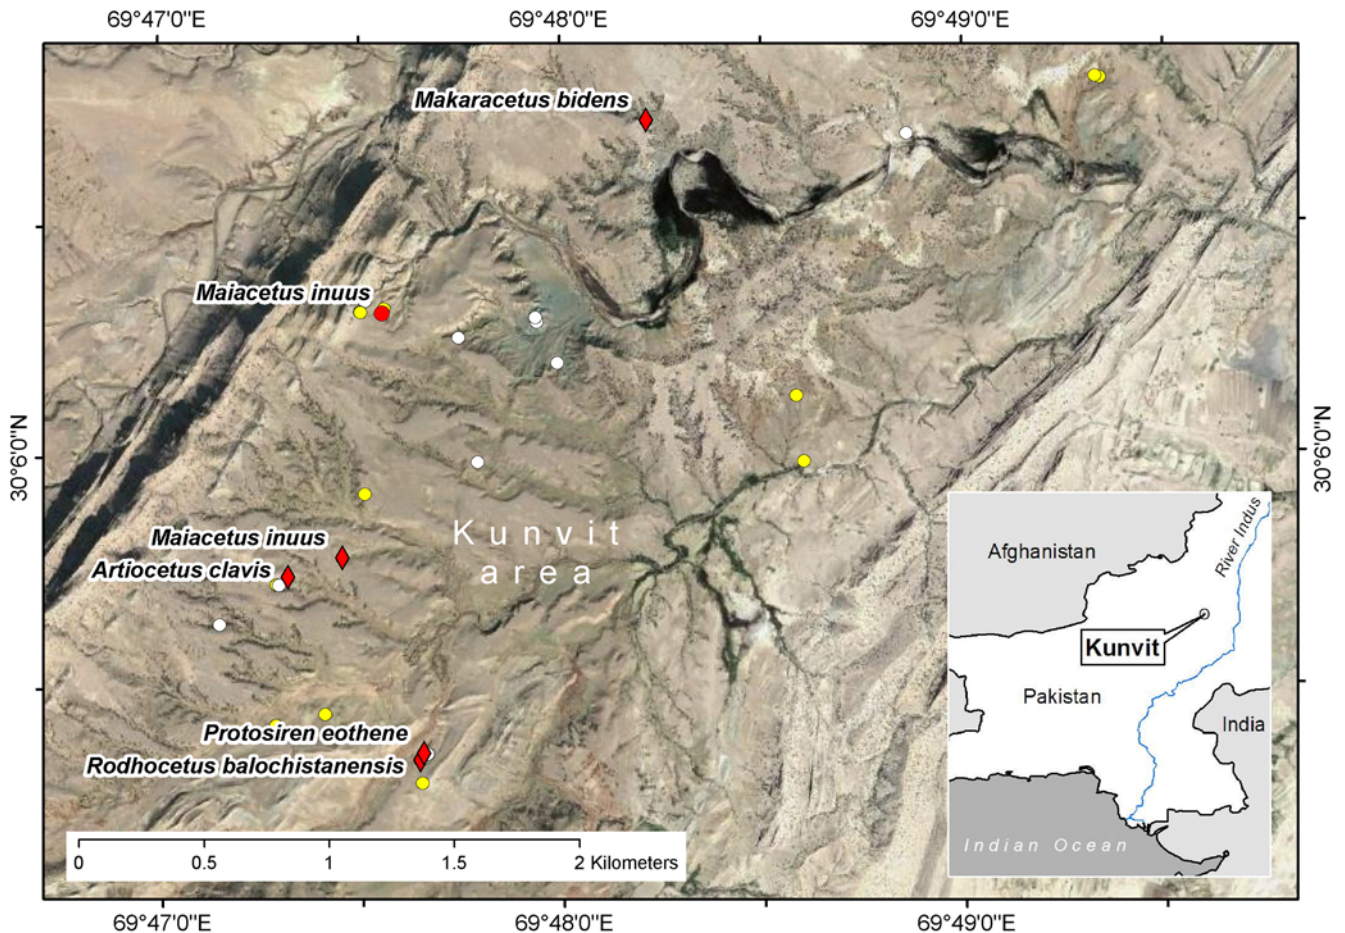 69°47'0"E 69°48'0"E 69°49'0"E
Makaracetus bidens
Maiacetus inuus
30°6'0"N
30°6'0"N
Kunvit
area
Maiacetus inuus
Artiocetus clavis
Protosiren eothene
Rodhocetus balochistanensis
Afghanistan
River Indus
Kunvit
Pakistan
India
Indian Ocean
0 0.5 1 1.5 2 Kilometers
69°47'0"E 69°48'0"E 69°49'0"E